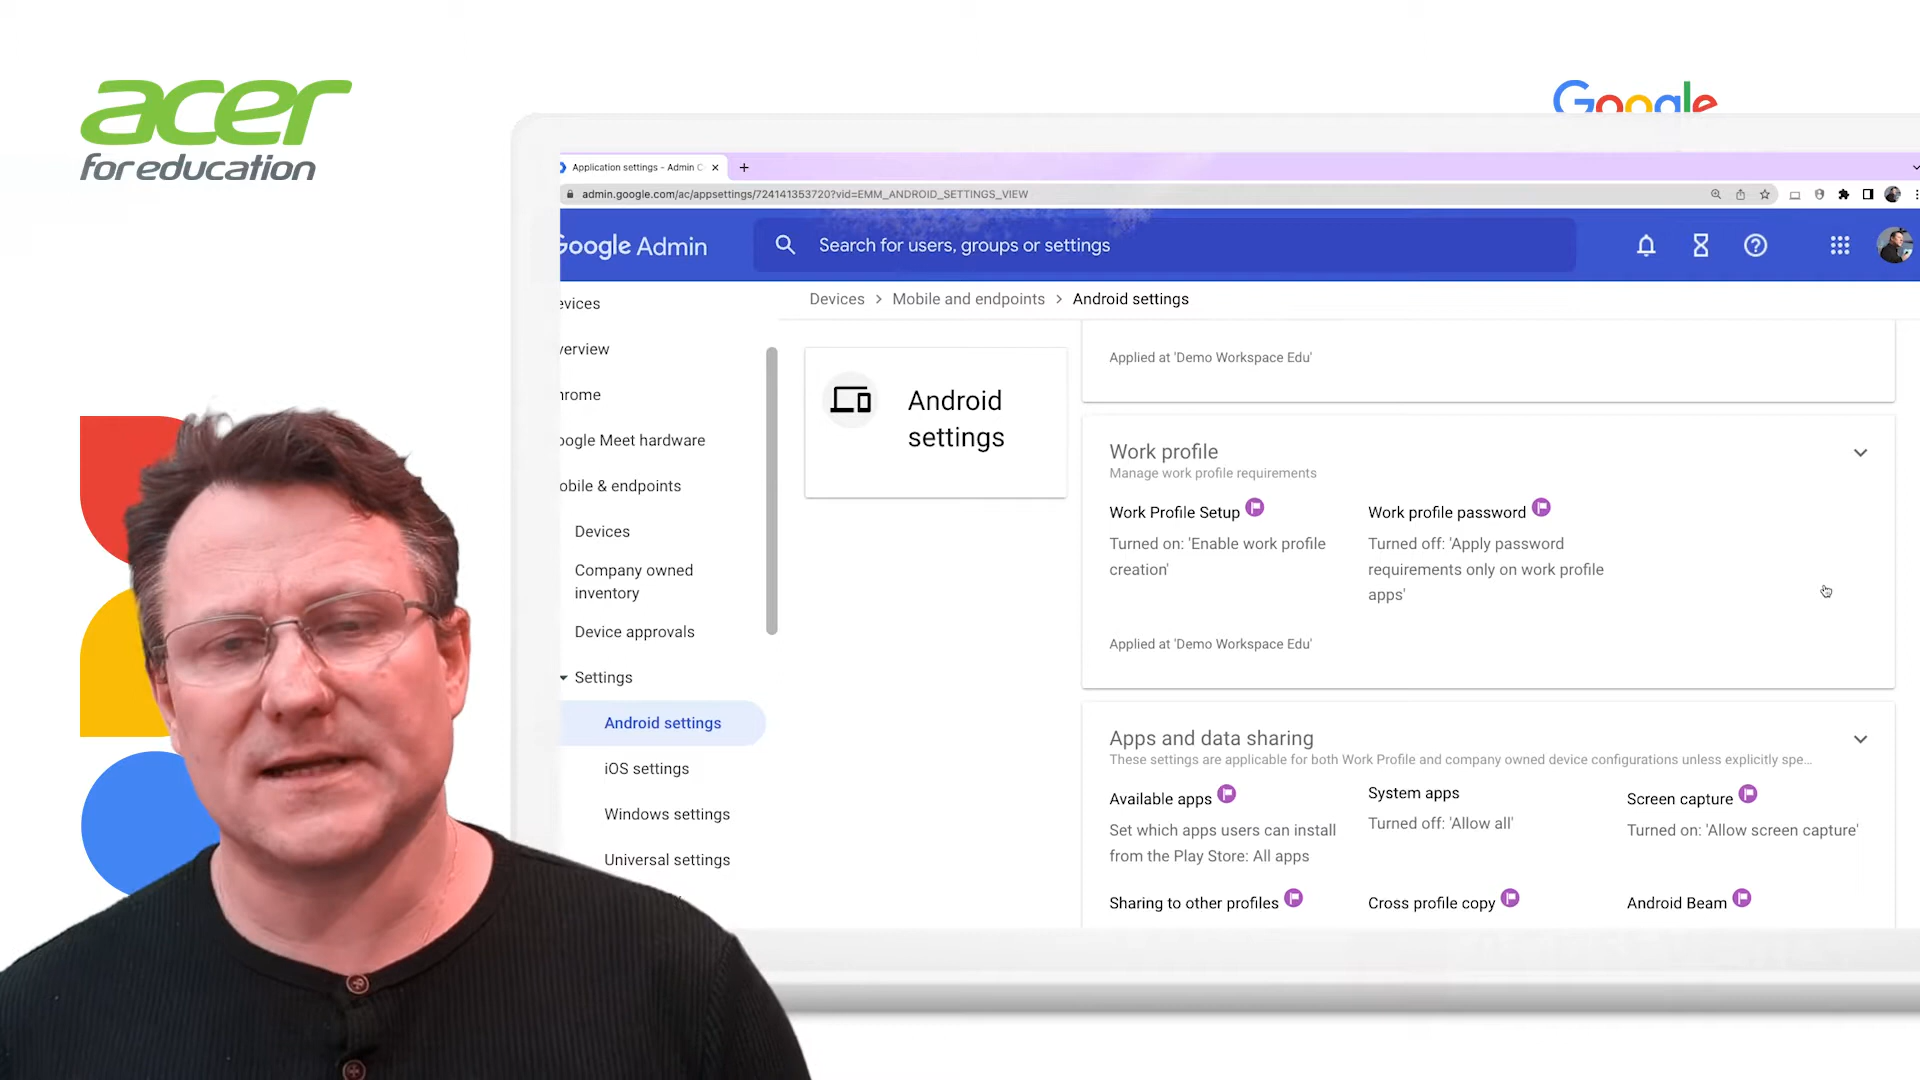 acer
for education
Google
Application settings - Admin C
admin.google.com/ac/appsettings/724141353720?vid=EMM_ANDROID_SETTINGS_VIEW
Google Admin
Search for users, groups or settings
evices
verview
hrome
oogle Meet hardware
obile & endpoints
Devices
Company owned
inventory
Device approvals
Settings
Android settings
iOS settings
Windows settings
Universal settings
Devices > Mobile and endpoints > Android settings
Android
settings
Applied at 'Demo Workspace Edu'
Work profile
Manage work profile requirements
Work Profile Setup
Turned on: 'Enable work profile
creation'
Work profile password
Turned off: 'Apply password
requirements only on work profile
apps'
Applied at 'Demo Workspace Edu'
Apps and data sharing
These settings are applicable for both Work Profile and company owned device configurations unless explicitly spe...
Available apps
Set which apps users can install
from the Play Store: All apps
System apps
Turned off: 'Allow all'
Screen capture
Turned on: 'Allow screen capture'
Sharing to other profiles
Cross profile copy
Android Beam